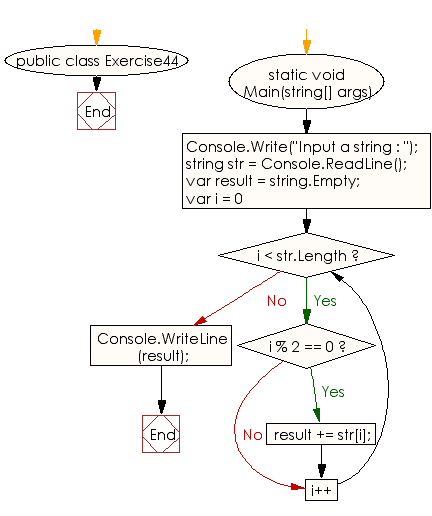 public class Exercise44
End
static void
Main(string[] args)
Console.Write("Input a string : ");
string str = Console.ReadLine();
var result = string.Empty;
var i = 0
i < str.Length ?
No
Yes
Console.WriteLine
(result);
i % 2 == 0 ?
End
Yes
No
result += str[i];
i++